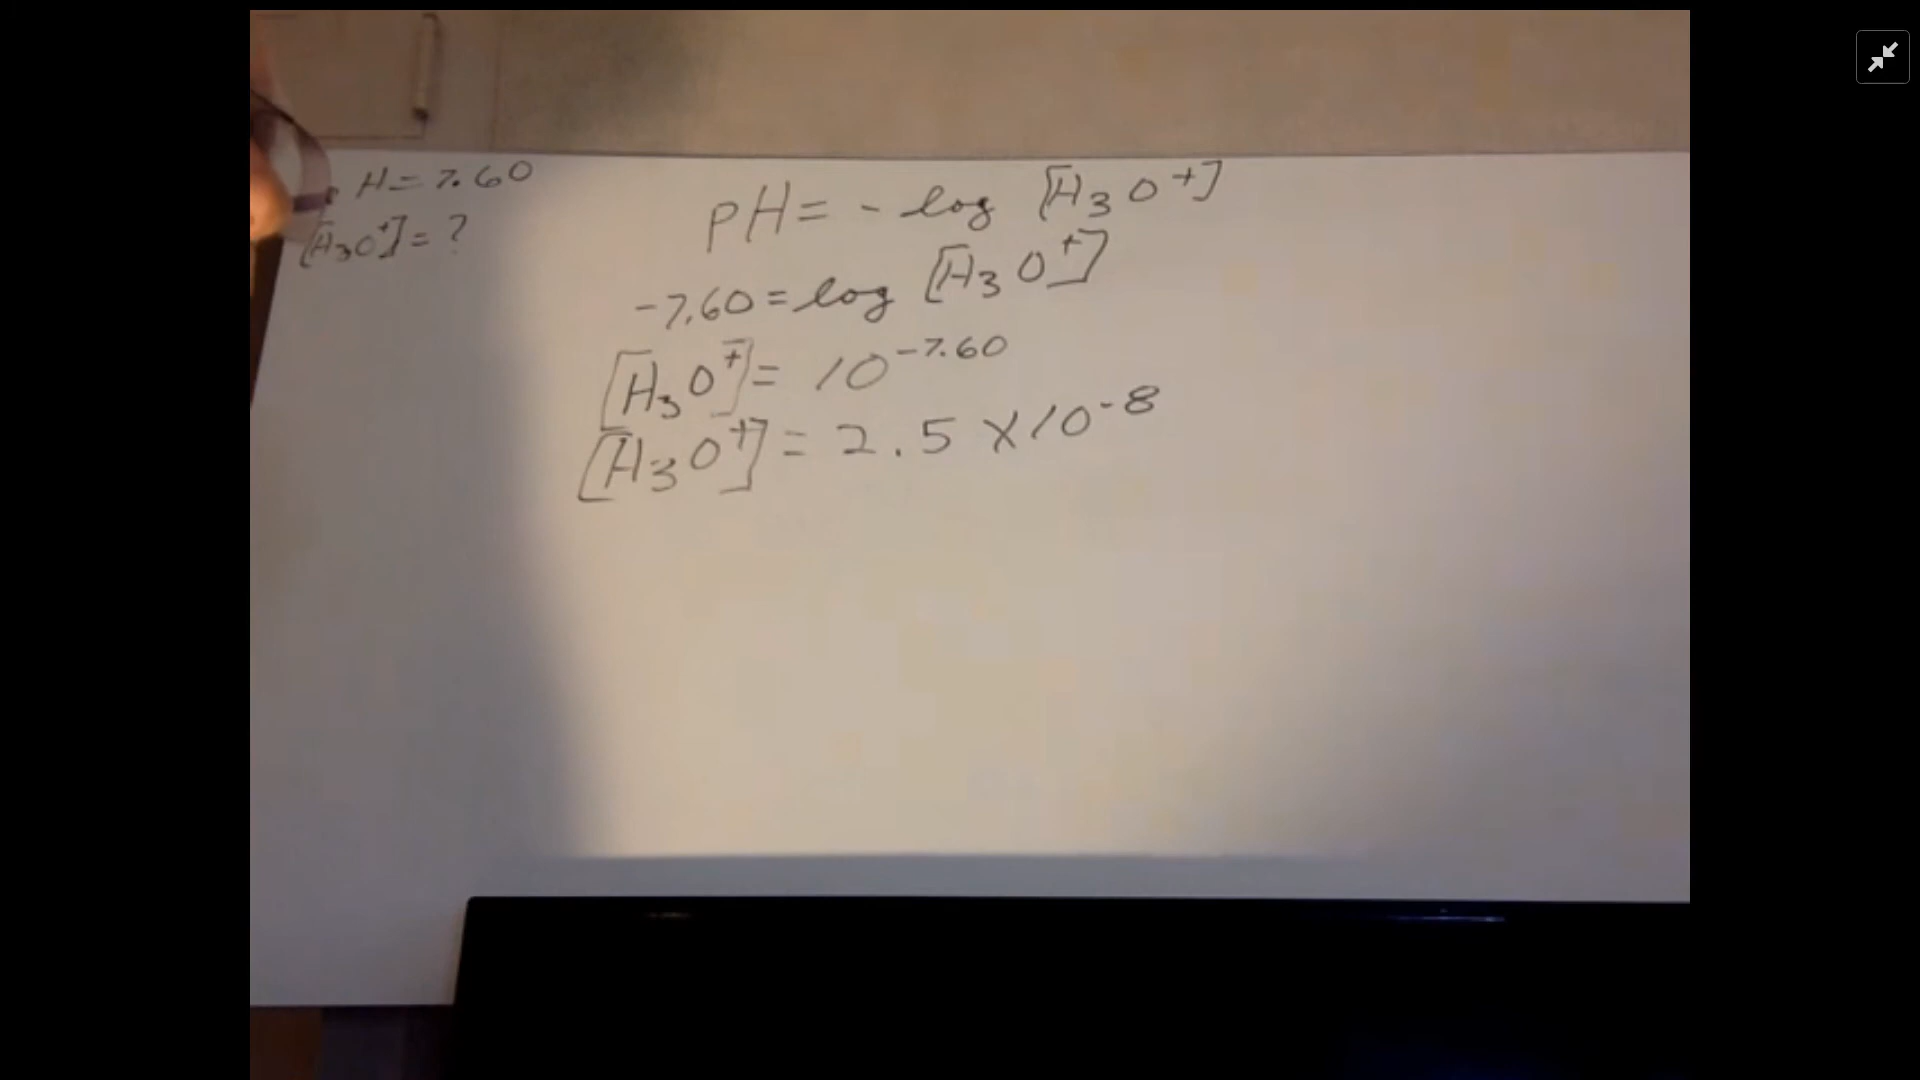 pH = 7.60
[H₃O⁺] = ?
pH = - log [H₃O⁺]
-7.60 = log [H₃O⁺]
[H₃O⁺] = 10⁻⁷·⁶⁰
[H₃O⁺] = 2.5 X 10⁻⁸